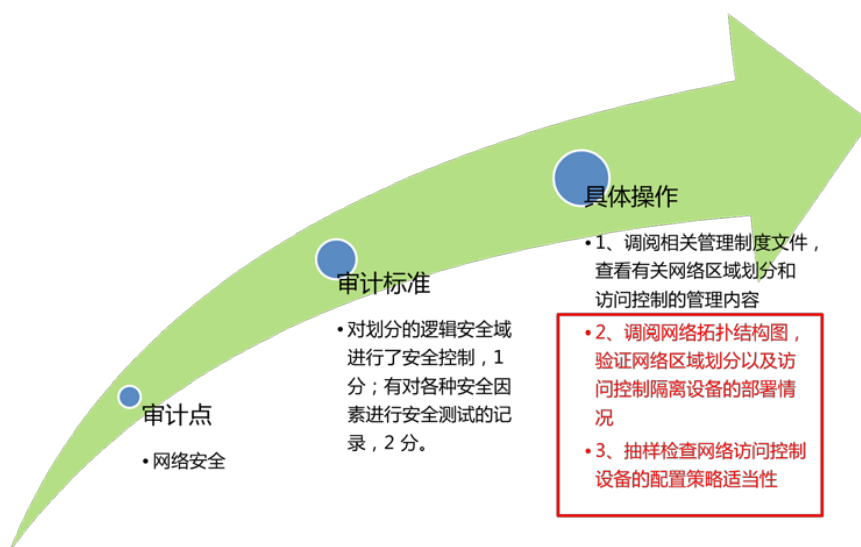 审计点
•网络安全
审计标准
•对划分的逻辑安全域
进行了安全控制，1
分；有对各种安全因
素进行安全测试的记
录，2 分。
具体操作
•1、调阅相关管理制度文件，
查看有关网络区域划分和
访问控制的管理内容
•2、调阅网络拓扑结构图，
验证网络区域划分以及访
问控制隔离设备的部署情
况
•3、抽样检查网络访问控制
设备的配置策略适当性